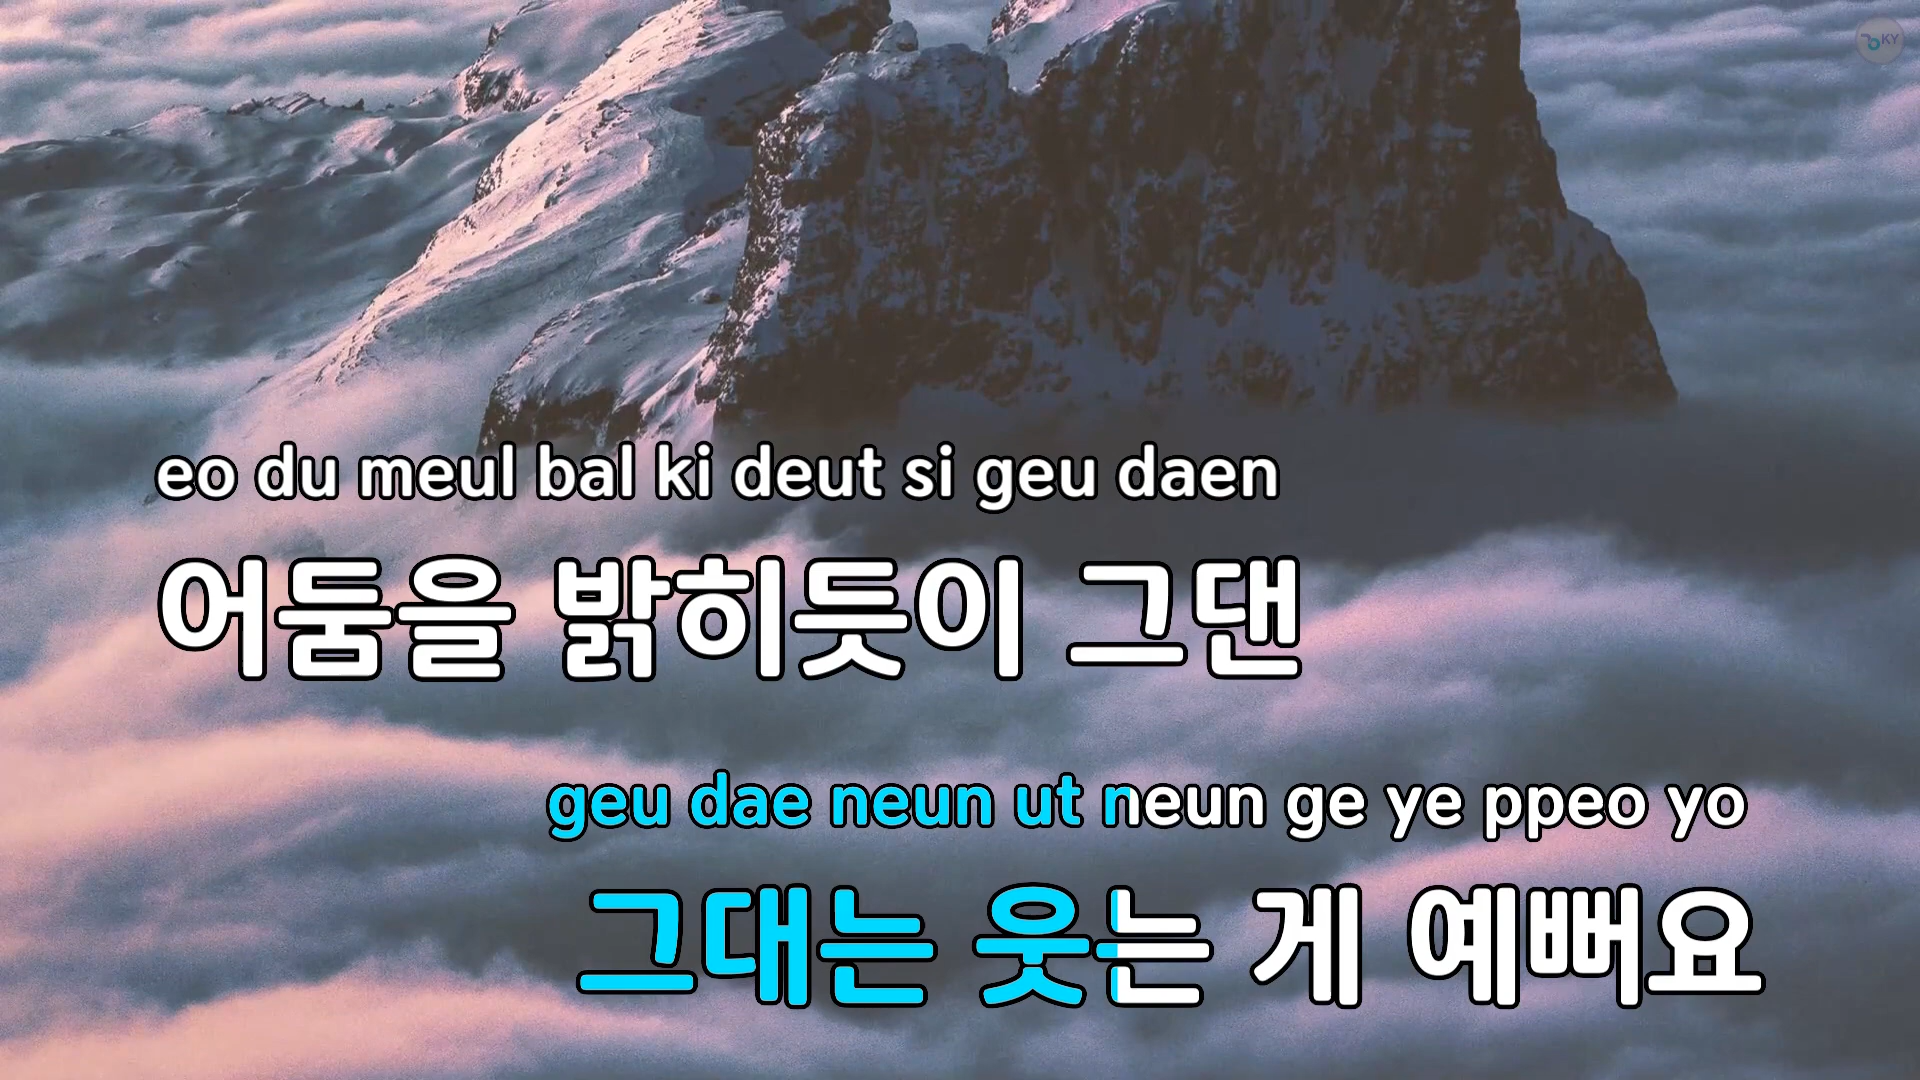 KY
eo du meul bal ki deut si geu daen
어둠을 밝히듯이 그댄
geu dae neun ut neun ge ye ppeo yo
그대는 웃는 게 예뻐요